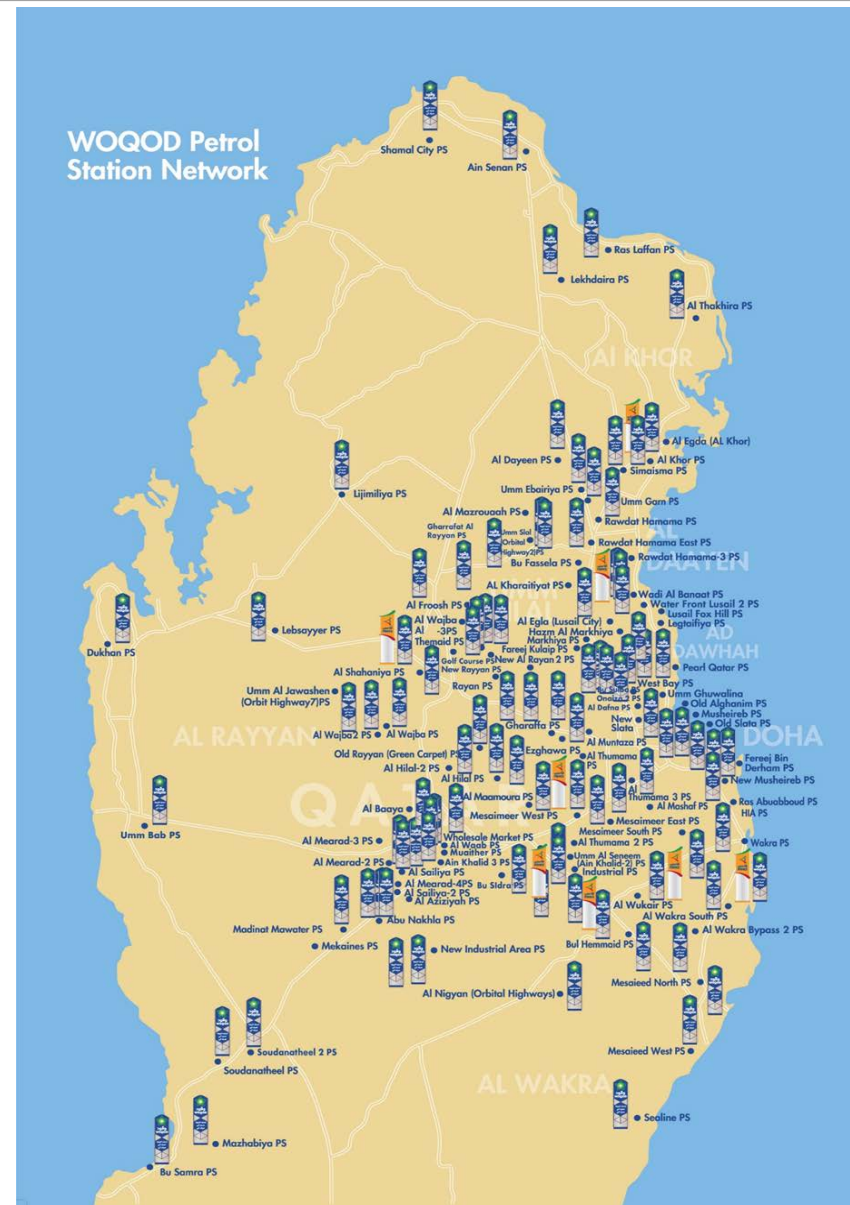 WOQOD Petrol
Station Network
Shamal City PS
Ain Senan PS
Ras Laffan PS
Lekhdaira PS
Al Thakhira PS
Al KHOR
Al Egda (AL Khor)
Al Dayeen PS
Al Khor PS
Simaisma PS
Lijimiliya PS
Umm Ebairiya PS
Umm Garn PS
Al Mazrouaah PS
Rawdat Hamama PS
Gharrafat Al
Rayyan PS
Umm Slal
(Orbital
Highway2)PS
Rawdat Hamama East PS
Bu Fassela PS
Rawdat Hamama-3 PS
DAATEN
AL Kharaitiyat PS
Wadi Al Banaat PS
Al Froosh PS
Water Front Lusail 2 PS
Lusail Fox Hill PS
Al Wajba
Al -3PS
Themaid PS
Al Egla (Lusail City)
Legtaifiya PS
Lebsayyer PS
Hazm Al Markhiya
Markhiya PS
AD
DAWHAH
Dukhan PS
Fareej Kulaip PS
Golf Course PS
New Al Rayan 2 PS
New Rayyan PS
Pearl Qatar PS
Al Shahaniya PS
Rayan PS
West Bay PS
Umm Al Jawashen
(Orbit Highway7)PS
Onaiza 2 PS
Umm Ghuwalina
Al Dafna PS
Old Alghanim PS
Musheireb PS
New
Slata
Old Slata PS
Gharaffa PS
AL RAYYAN
Al Wajba2 PS
Al Wajba PS
Al Muntaza PS
DOHA
Old Rayyan (Green Carpet) PS
Ezghawa PS
Al Thumama
PS
Fereej Bin
Derham PS
Al Hilal-2 PS
Al Hilal PS
New Musheireb PS
Al
Thumama 3 PS
QATAR
Al Maamoura PS
Al Mashaf PS
Ras Abuabboud PS
HIA PS
Al Baaya
Mesaimeer West PS
Mesaimeer East PS
Umm Bab PS
Mesaimeer South PS
Wholesale Market PS
Al Mearad-3 PS
Al Waab PS
Al Thumama 2 PS
Wakra PS
Muaither PS
Al Mearad-2 PS
Ain Khalid 3 PS
Umm Al Seneem
(Ain Khalid-2) PS
Al Sailiya PS
Industrial PS
Al Mearad-4PS
Bu Sidra PS
Al Sailiya-2 PS
Al Aziziyah PS
Al Wukair PS
Al Wakra South PS
Abu Nakhla PS
Madinat Mawater PS
Al Wakra Bypass 2 PS
Mekaines PS
New Industrial Area PS
Bul Hemmaid PS
Al Nigyan (Orbital Highways)
Mesaieed North PS
Soudanatheel 2 PS
Mesaieed West PS
Soudanatheel PS
AL WAKRA
Sealine PS
Mazhabiya PS
Bu Samra PS